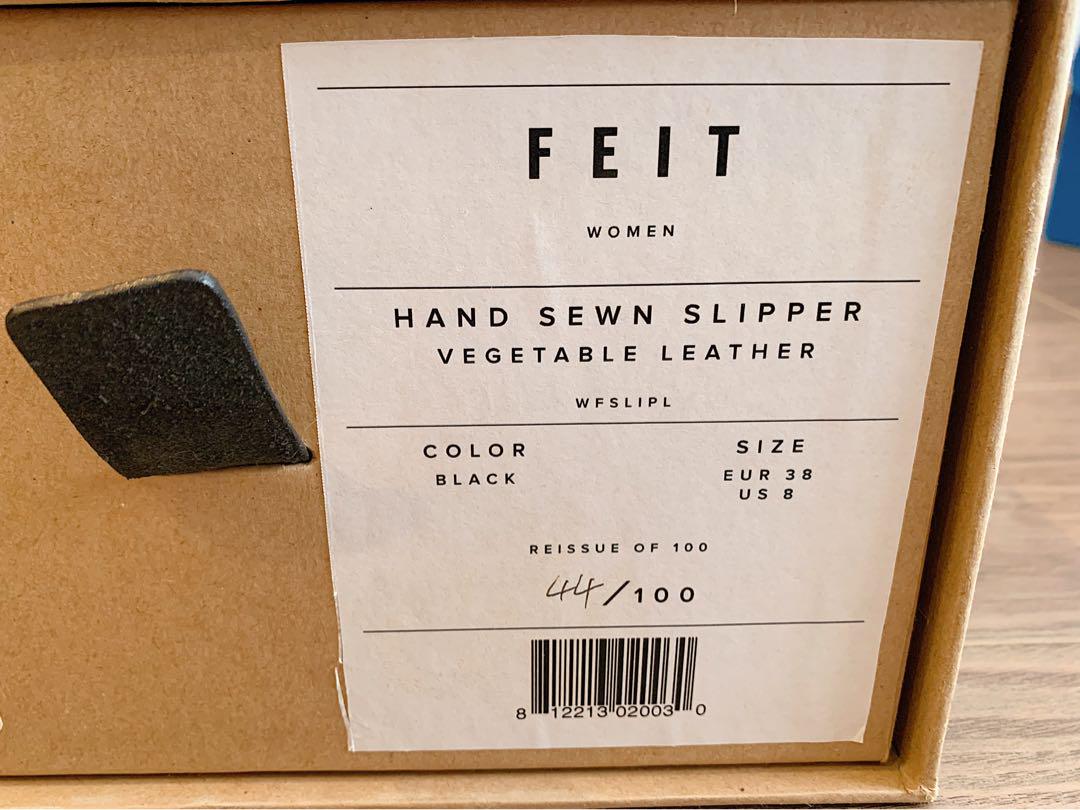 FEIT
WOMEN
HAND SEWN SLIPPER
VEGETABLE LEATHER
WFSLIPL
COLOR
BLACK
SIZE
EUR 38
US 8
REISSUE OF 100
44/100
8 12213 02003 0